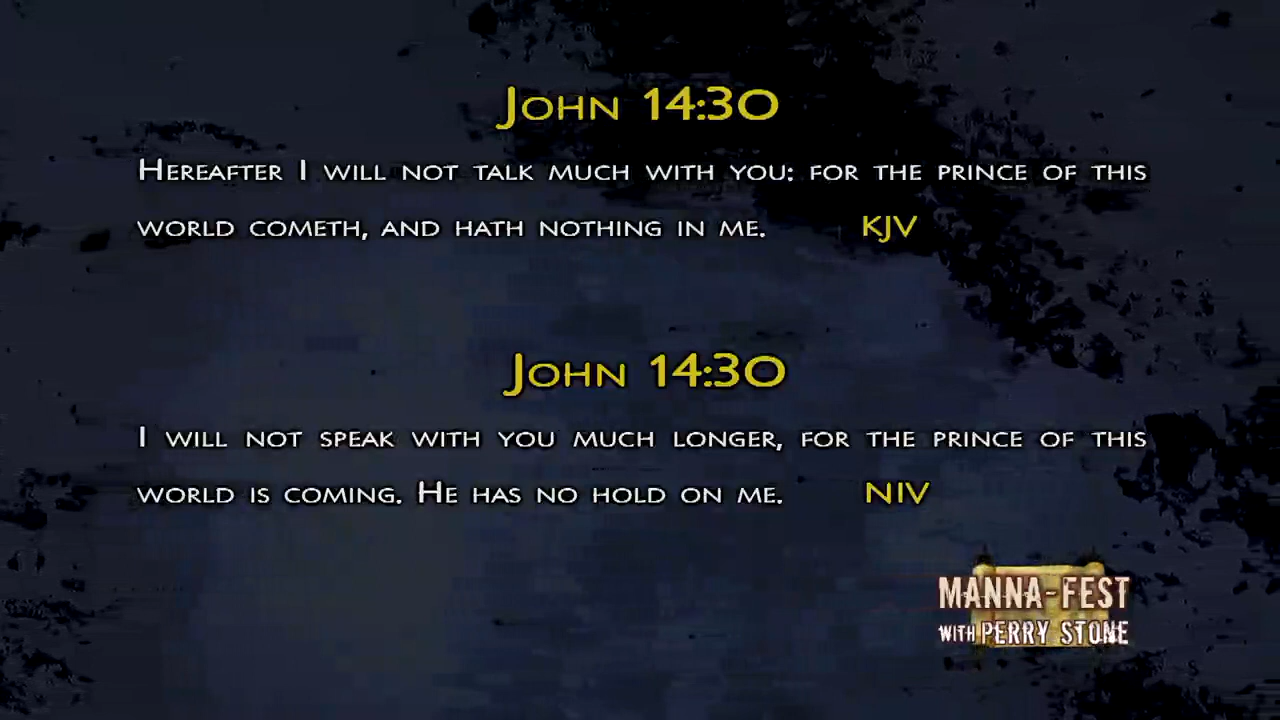 John 14:30
Hereafter I will not talk much with you: for the prince of this
world cometh, and hath nothing in me. KJV
John 14:30
I will not speak with you much longer, for the prince of this
world is coming. He has no hold on me. NIV
MANNA-FEST
WITH PERRY STONE